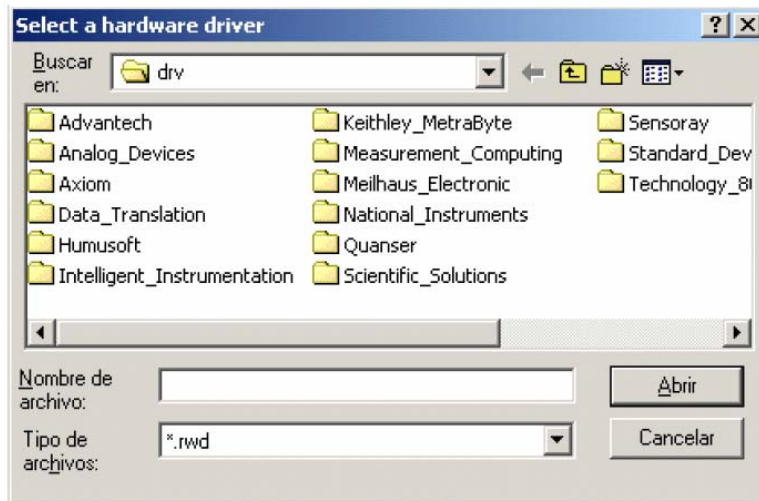 Select a hardware driver
Buscar en:
drv
Advantech
Analog_Devices
Axiom
Data_Translation
Humusoft
Intelligent_Instrumentation
Keithley_MetraByte
Measurement_Computing
Meilhaus_Electronic
National_Instruments
Quanser
Scientific_Solutions
Sensoray
Standard_Dev
Technology_8
Nombre de archivo:
Abrir
Tipo de archivos:
*.rwd
Cancelar